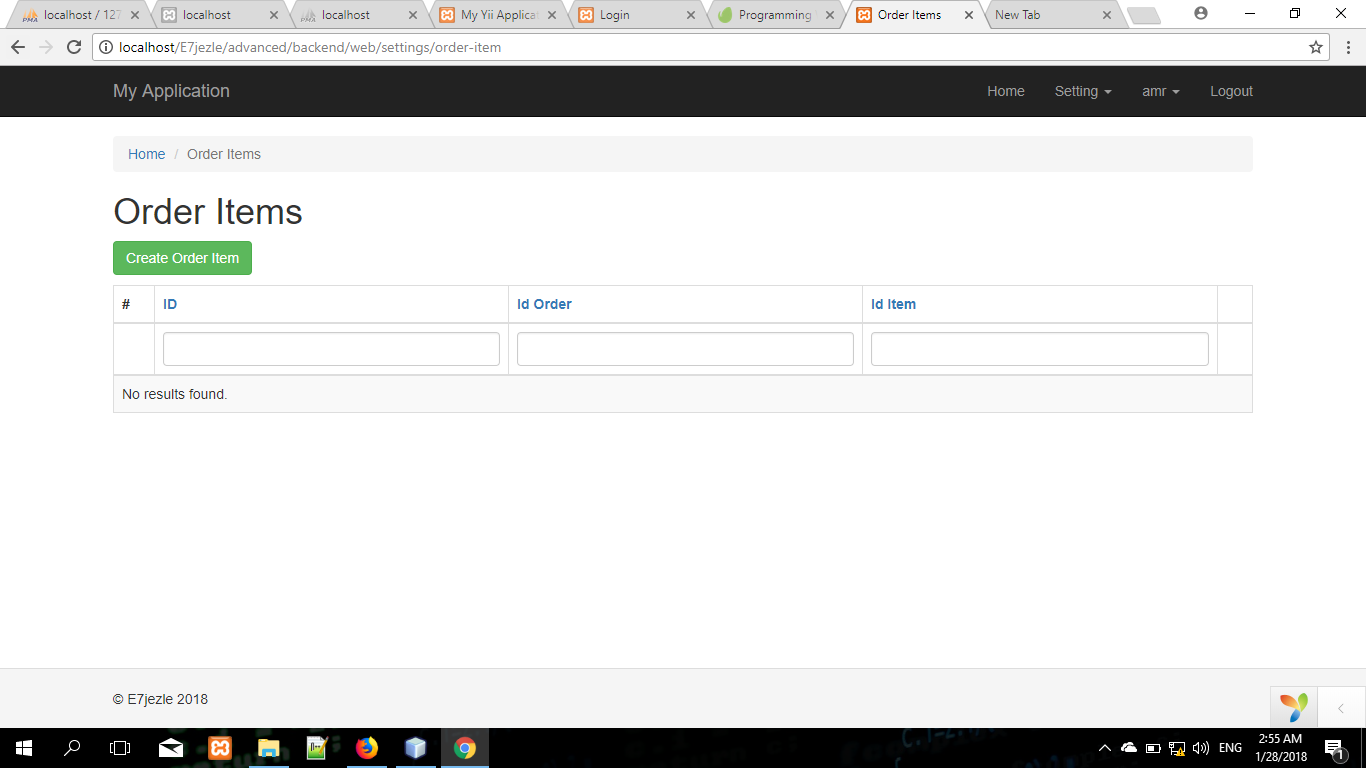 localhost / 127
localhost
localhost
My Yii Applicat
Login
Programming
Order Items
New Tab
localhost/E7jezle/advanced/backend/web/settings/order-item
My Application
Home
Setting
amr
Logout
Home / Order Items
Order Items
Create Order Item
# ID Id Order Id Item
No results found.
© E7jezle 2018
ENG
2:55 AM
1/28/2018
1